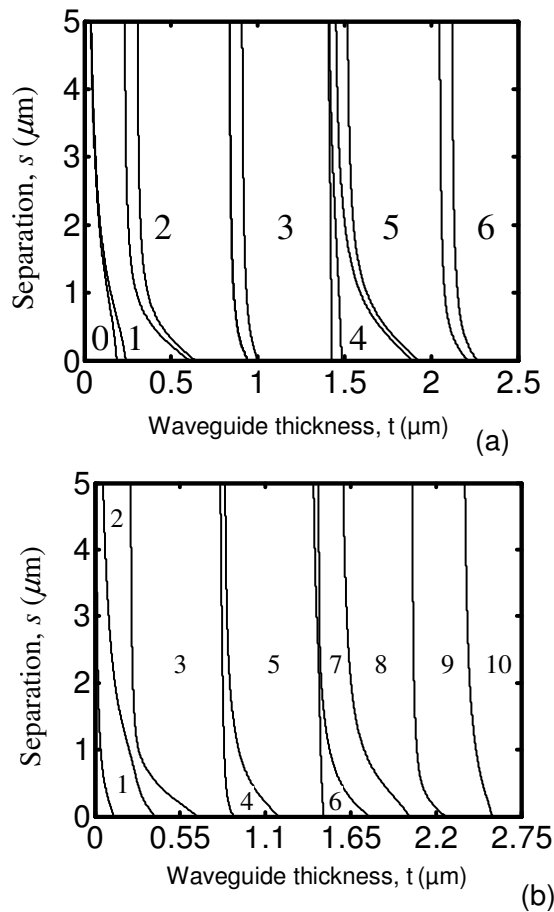 5
4
3
2
1
0
Separation, s (μm)
0 1 2 3 4 5 6
0 0.5 1 1.5 2 2.5
Waveguide thickness, t (μm)
(a)
5
4
3
2
1
0
Separation, s (μm)
2
3 5 7 8 9 10
1 4 6
0 0.55 1.1 1.65 2.2 2.75
Waveguide thickness, t (μm)
(b)